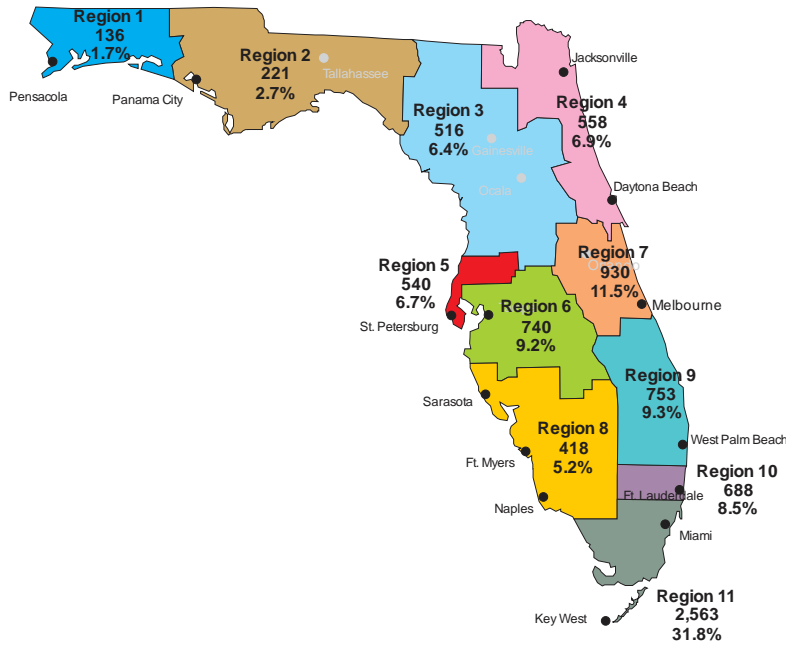 Region 1
136
1.7%
Pensacola
Panama City
Region 2
221
2.7%
Tallahassee
Region 3
516
6.4%
Gainesville
Ocala
Jacksonville
Region 4
558
6.9%
Daytona Beach
Region 5
540
6.7%
St. Petersburg
Region 7
930
11.5%
Melbourne
Region 6
740
9.2%
Sarasota
Region 9
753
9.3%
West Palm Beach
Region 8
418
5.2%
Ft. Myers
Naples
Region 10
688
8.5%
Ft. Lauderdale
Miami
Key West
Region 11
2,563
31.8%